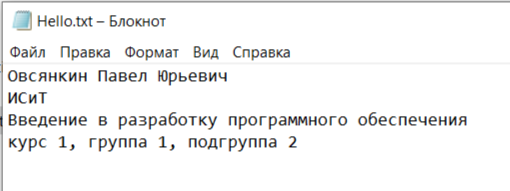 Hello.txt – Блокнот
Файл Правка Формат Вид Справка
Овсянкин Павел Юрьевич
ИСиТ
Введение в разработку программного обеспечения
курс 1, группа 1, подгруппа 2